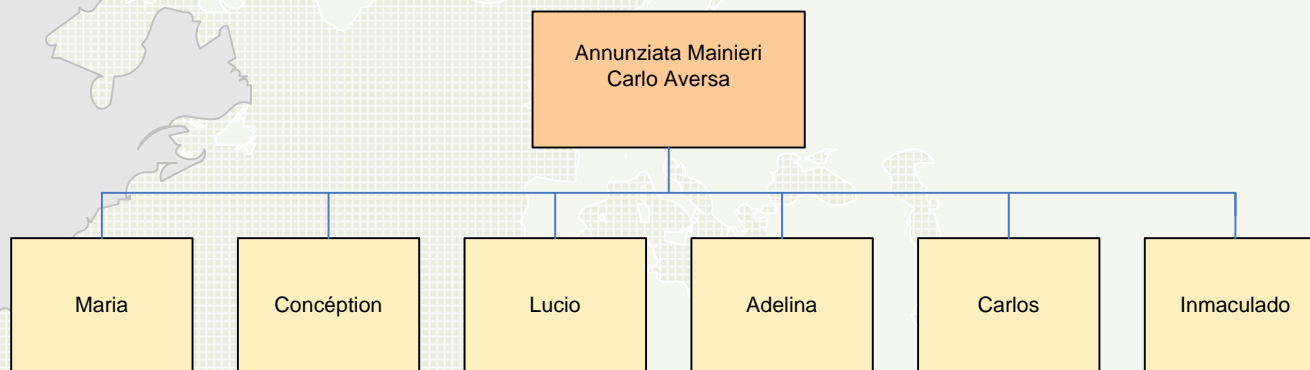 Annunziata Mainieri
Carlo Aversa
Maria
Concéption
Lucio
Adelina
Carlos
Inmaculado